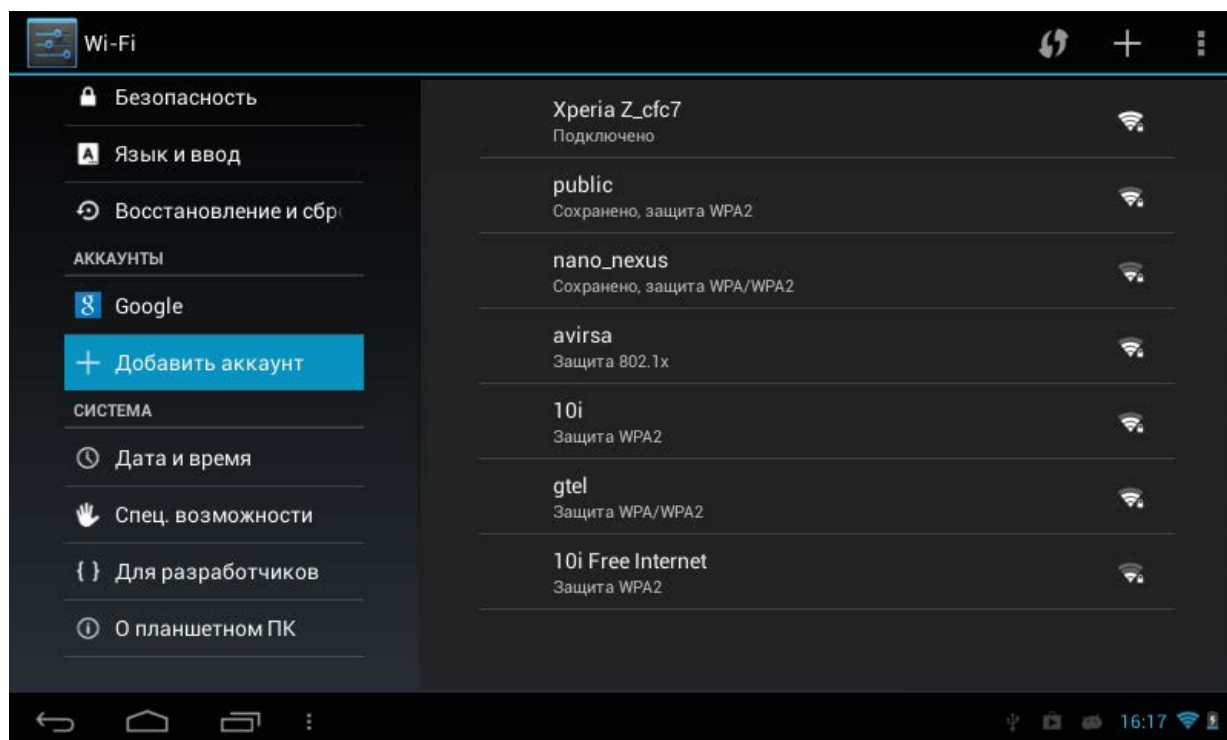 Wi-Fi
Безопасность
Язык и ввод
Восстановление и сбр
АККАУНТЫ
Google
Добавить аккаунт
СИСТЕМА
Дата и время
Спец. возможности
Для разработчиков
О планшетном ПК
Xperia Z_cfc7
Подключено
public
Сохранено, защита WPA2
nano_nexus
Сохранено, защита WPA/WPA2
avirsa
Защита 802.1x
10i
Защита WPA2
gtel
Защита WPA/WPA2
10i Free Internet
Защита WPA2
16:17